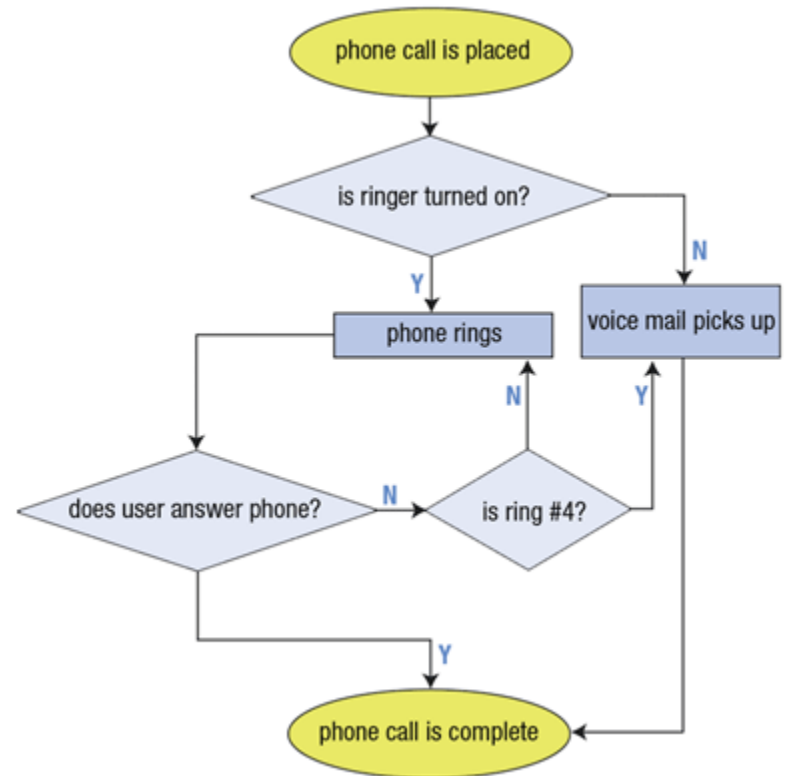 phone call is placed
is ringer turned on?
N
Y
voice mail picks up
phone rings
N
Y
does user answer phone?
N
is ring #4?
Y
phone call is complete